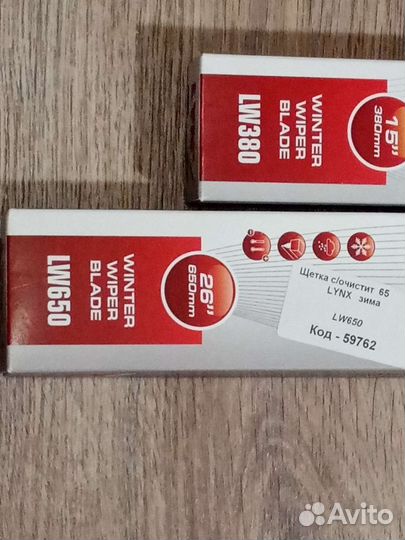 15"
380mm
WINTER
WIPER
BLADE
LW380
26"
650mm
WINTER
WIPER
BLADE
LW650
Щетка с/очистит 65
LYNX зима
LW650
Код - 59762
Avito